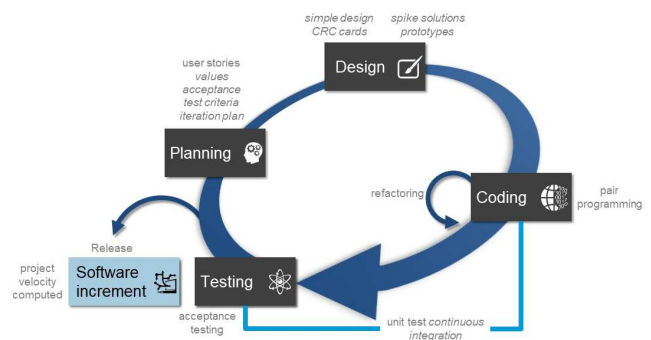 simple design
CRC cards
spike solutions
prototypes
Design
user stories
values
acceptance
test criteria
iteration plan
Planning
refactoring
Coding
pair
programming
Release
project
velocity
computed
Software
increment
Testing
acceptance
testing
unit test continuous
integration